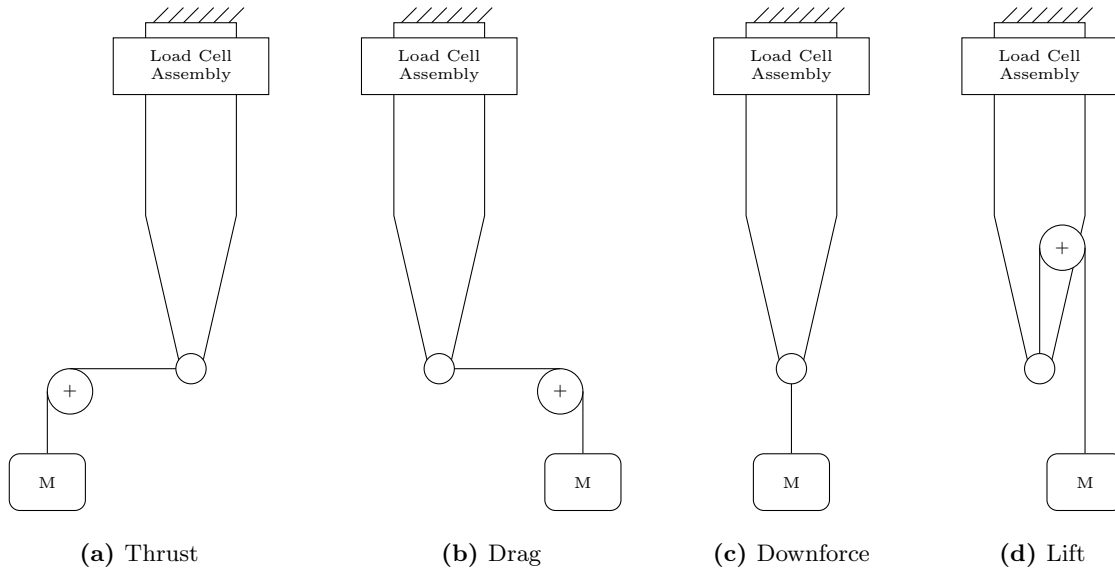 Load Cell
Assembly
Load Cell
Assembly
Load Cell
Assembly
Load Cell
Assembly
M
M
M
M
(a) Thrust
(b) Drag
(c) Downforce
(d) Lift